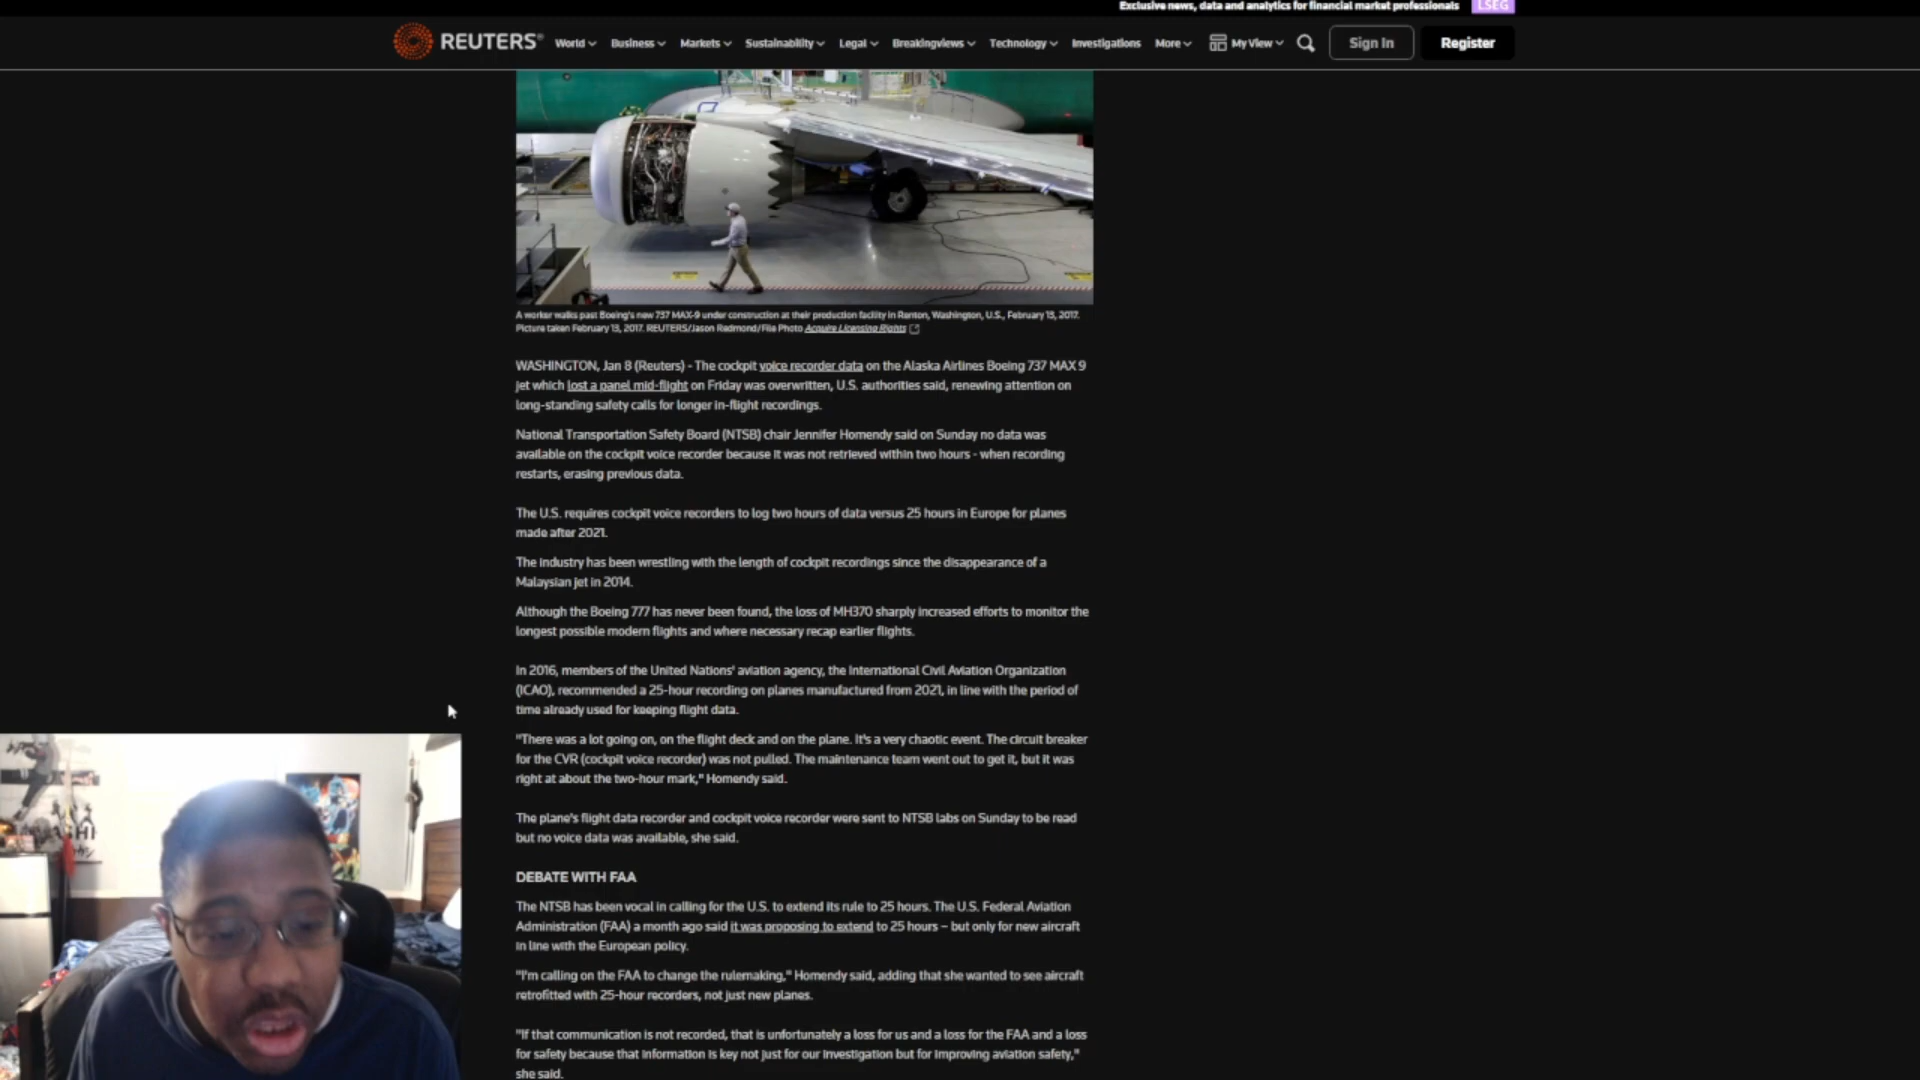 Exclusive news, data and analytics for financial market professionals LSEG
REUTERS® World Business Markets Sustainability Legal Breakingviews Technology Investigations More My View Sign In Register
A worker walks past Boeing's new 737 MAX-9 under construction at their production facility in Renton, Washington, U.S., February 13, 2017.
Picture taken February 13, 2017. REUTERS/Jason Redmond/File Photo Acquire Licensing Rights
WASHINGTON, Jan 8 (Reuters) - The cockpit voice recorder data on the Alaska Airlines Boeing 737 MAX 9
jet which lost a panel mid-flight on Friday was overwritten, U.S. authorities said, renewing attention on
long-standing safety calls for longer in-flight recordings.
National Transportation Safety Board (NTSB) chair Jennifer Homendy said on Sunday no data was
available on the cockpit voice recorder because it was not retrieved within two hours - when recording
restarts, erasing previous data.
The U.S. requires cockpit voice recorders to log two hours of data versus 25 hours in Europe for planes
made after 2021.
The industry has been wrestling with the length of cockpit recordings since the disappearance of a
Malaysian jet in 2014.
Although the Boeing 777 has never been found, the loss of MH370 sharply increased efforts to monitor the
longest possible modern flights and where necessary recap earlier flights.
In 2016, members of the United Nations' aviation agency, the International Civil Aviation Organization
(ICAO), recommended a 25-hour recording on planes manufactured from 2021, in line with the period of
time already used for keeping flight data.
"There was a lot going on, on the flight deck and on the plane. It's a very chaotic event. The circuit breaker
for the CVR (cockpit voice recorder) was not pulled. The maintenance team went out to get it, but it was
right at about the two-hour mark," Homendy said.
The plane's flight data recorder and cockpit voice recorder were sent to NTSB labs on Sunday to be read
but no voice data was available, she said.
DEBATE WITH FAA
The NTSB has been vocal in calling for the U.S. to extend its rule to 25 hours. The U.S. Federal Aviation
Administration (FAA) a month ago said it was proposing to extend to 25 hours – but only for new aircraft
in line with the European policy.
"I'm calling on the FAA to change the rulemaking," Homendy said, adding that she wanted to see aircraft
retrofitted with 25-hour recorders, not just new planes.
"If that communication is not recorded, that is unfortunately a loss for us and a loss for the FAA and a loss
for safety because that information is key not just for our investigation but for improving aviation safety,"
she said.